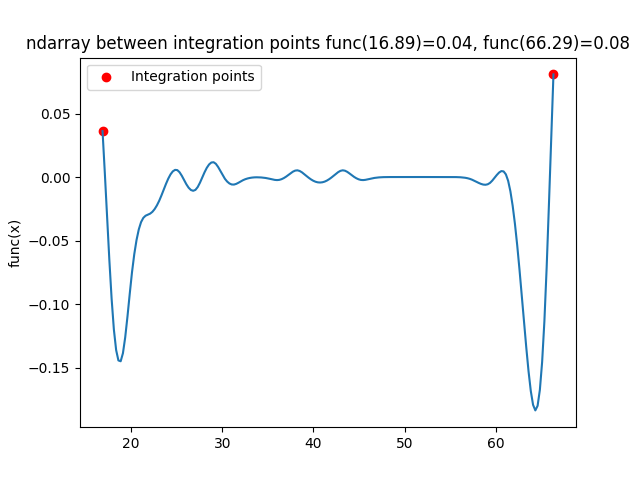 ndarray between integration points func(16.89)=0.04, func(66.29)=0.08
Integration points
0.05
0.00
−0.05
−0.10
−0.15
func(x)
20 30 40 50 60